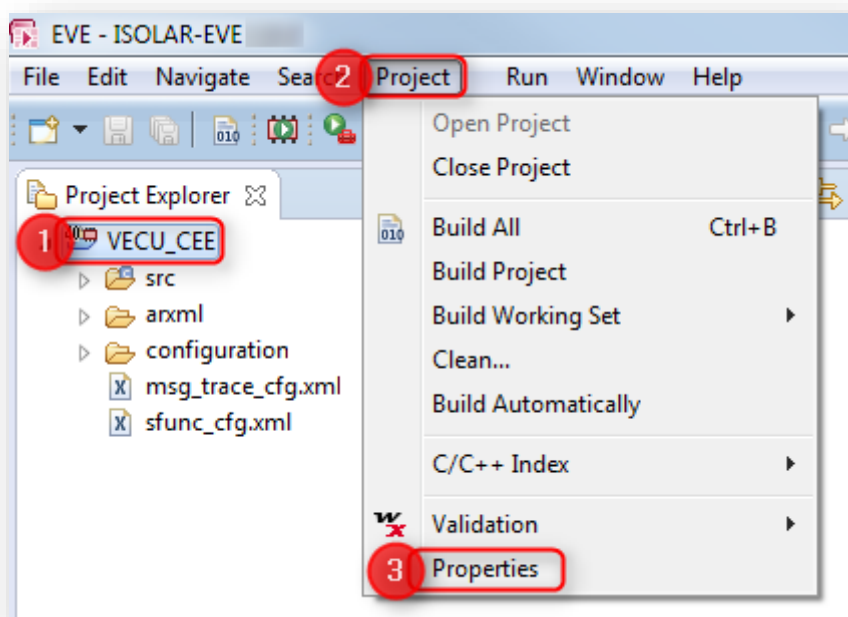 EVE - ISOLAR-EVE
File Edit Navigate Searc 2 Project Run Window Help
Open Project
Close Project
Project Explorer
010 Build All Ctrl+B
1 VECU_CEE
Build Project
src
Build Working Set
arxml
Clean...
configuration
Build Automatically
msg_trace_cfg.xml
sfunc_cfg.xml
C/C++ Index
Validation
3 Properties